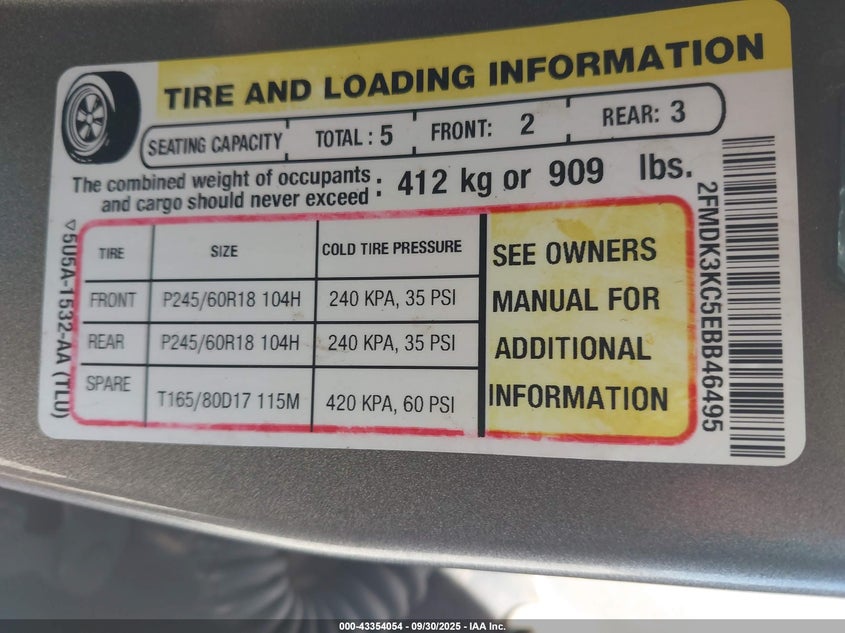 TIRE AND LOADING INFORMATION
SEATING CAPACITY TOTAL : 5 FRONT: 2 REAR: 3
The combined weight of occupants
and cargo should never exceed : 412 kg or 909 lbs.
TIRE SIZE COLD TIRE PRESSURE
FRONT P245/60R18 104H 240 KPA, 35 PSI
REAR P245/60R18 104H 240 KPA, 35 PSI
SPARE T165/80D17 115M 420 KPA, 60 PSI
SEE OWNERS
MANUAL FOR
ADDITIONAL
INFORMATION
▽5U5A-1532-AA (TLU)
2FMDK3KC5EBB46495
000-43354054 - 09/30/2025 - IAA Inc.